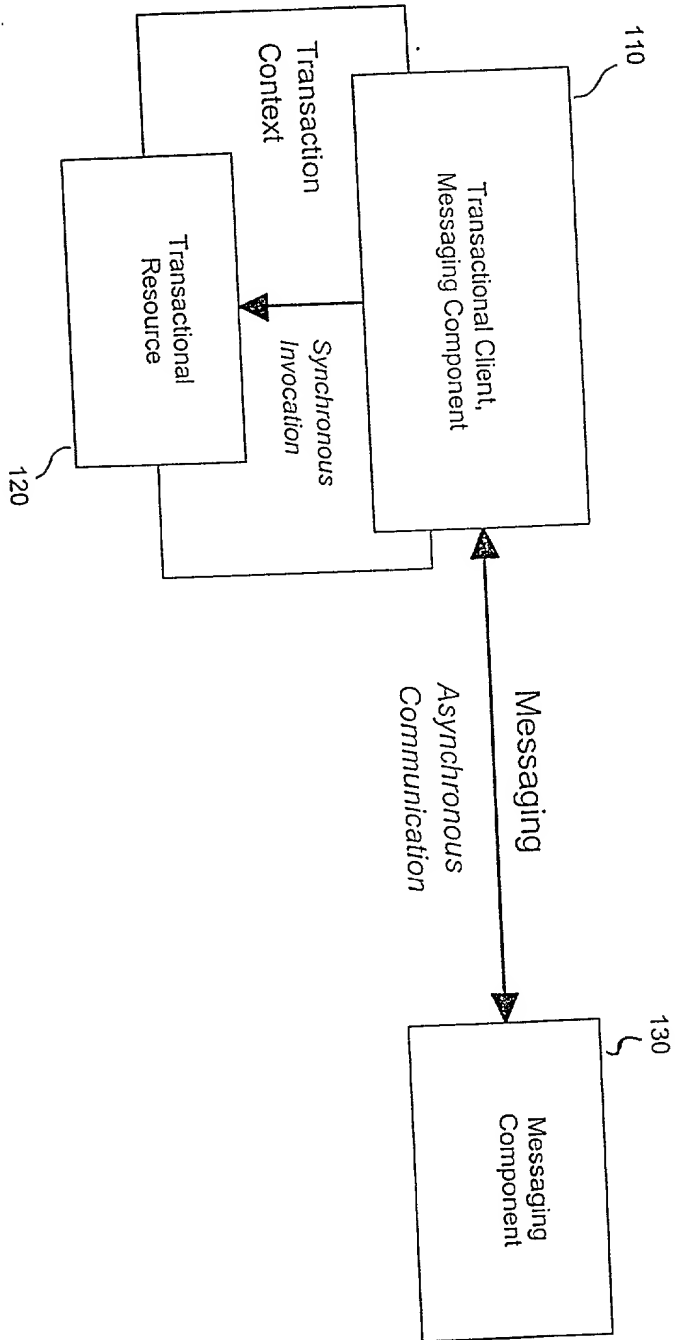 110
Transactional Client,
Messaging Component
Transaction
Context
Synchronous
Invocation
Transactional
Resource
120
Messaging
Asynchronous
Communication
130
Messaging
Component